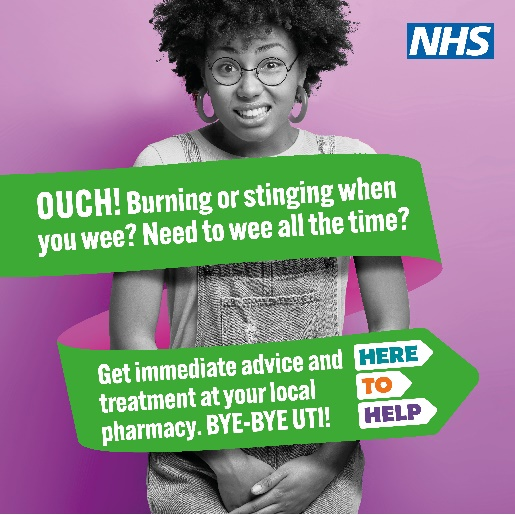 NHS
OUCH! Burning or stinging when
you wee? Need to wee all the time?
Get immediate advice and
treatment at your local
pharmacy. BYE-BYE UTI!
HERE
TO
HELP